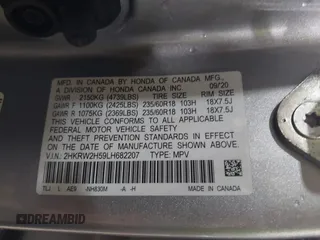 MFD. IN CANADA BY HONDA OF CANADA MFG.,
A DIVISION OF HONDA CANADA INC 09/20
GVWR 2150KG (4739LBS) TIRE SIZE RIM SIZE
GAWR F 1100KG (2425LBS) 235/60R18 103H 18X7.5J
GAWR R 1075KG (2369LBS) 235/60R18 103H 18X7.5J
THIS VEHICLE CONFORMS TO ALL APPLICABLE
FEDERAL MOTOR VEHICLE SAFETY AND
THEFT PREVENTION STANDARDS IN EFFECT ON
THE DATE OF MANUFACTURE SHOWN ABOVE.
V.I.N.: 2HKRW2H59LH682207 TYPE: MPV
TLJ L AE9 -NH830M -A -H MADE IN CANADA
DREAMBID